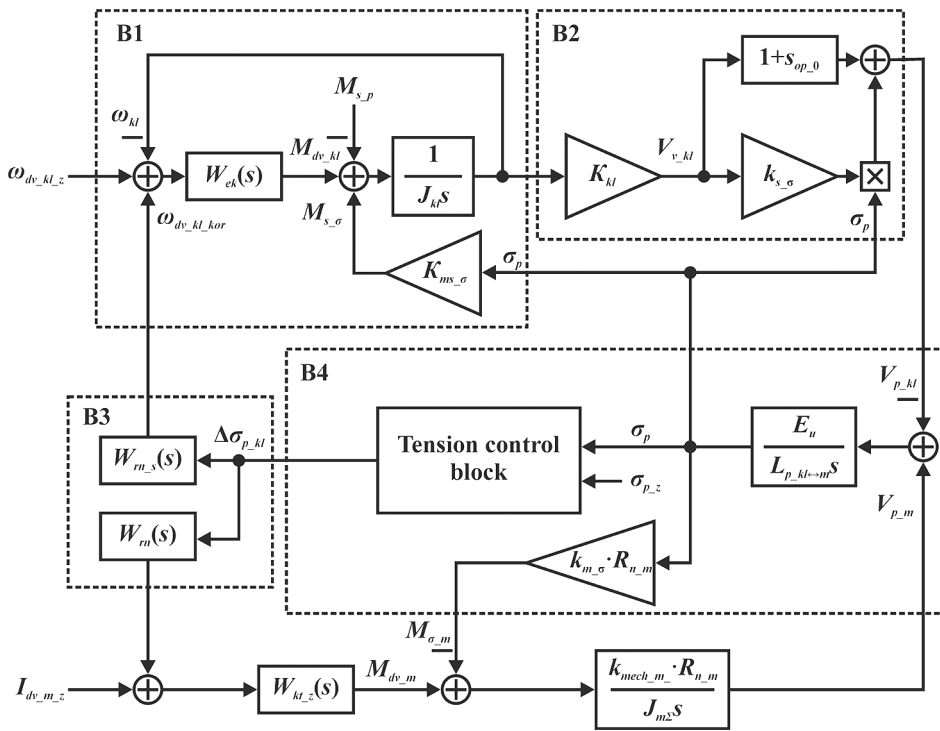 B1
B2
ω_kl
M_s_p
1+s_op_0
ω_dv_kl_z
W_ek(s)
M_dv_kl
1
J_kl s
K_kl
V_v_kl
k_s_σ
ω_dv_kl_kor
M_s_σ
σ_p
K_ms_σ
σ_p
B4
V_p_kl
B3
Δσ_p_kl
W_rn_s(s)
Tension control
block
σ_p
σ_p_z
E_u
L_p_kl↔m s
V_p_m
W_rn(s)
k_m_σ·R_n_m
M_σ_m
I_dv_m_z
W_kt_z(s)
M_dv_m
k_mech_m_·R_n_m
J_mΣ s